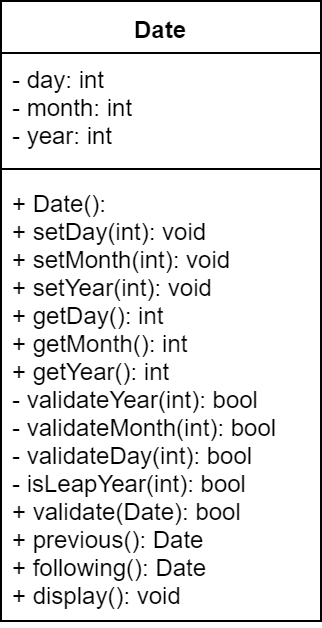 Date
- day: int
- month: int
- year: int
+ Date():
+ setDay(int): void
+ setMonth(int): void
+ setYear(int): void
+ getDay(): int
+ getMonth(): int
+ getYear(): int
- validateYear(int): bool
- validateMonth(int): bool
- validateDay(int): bool
- isLeapYear(int): bool
+ validate(Date): bool
+ previous(): Date
+ following(): Date
+ display(): void